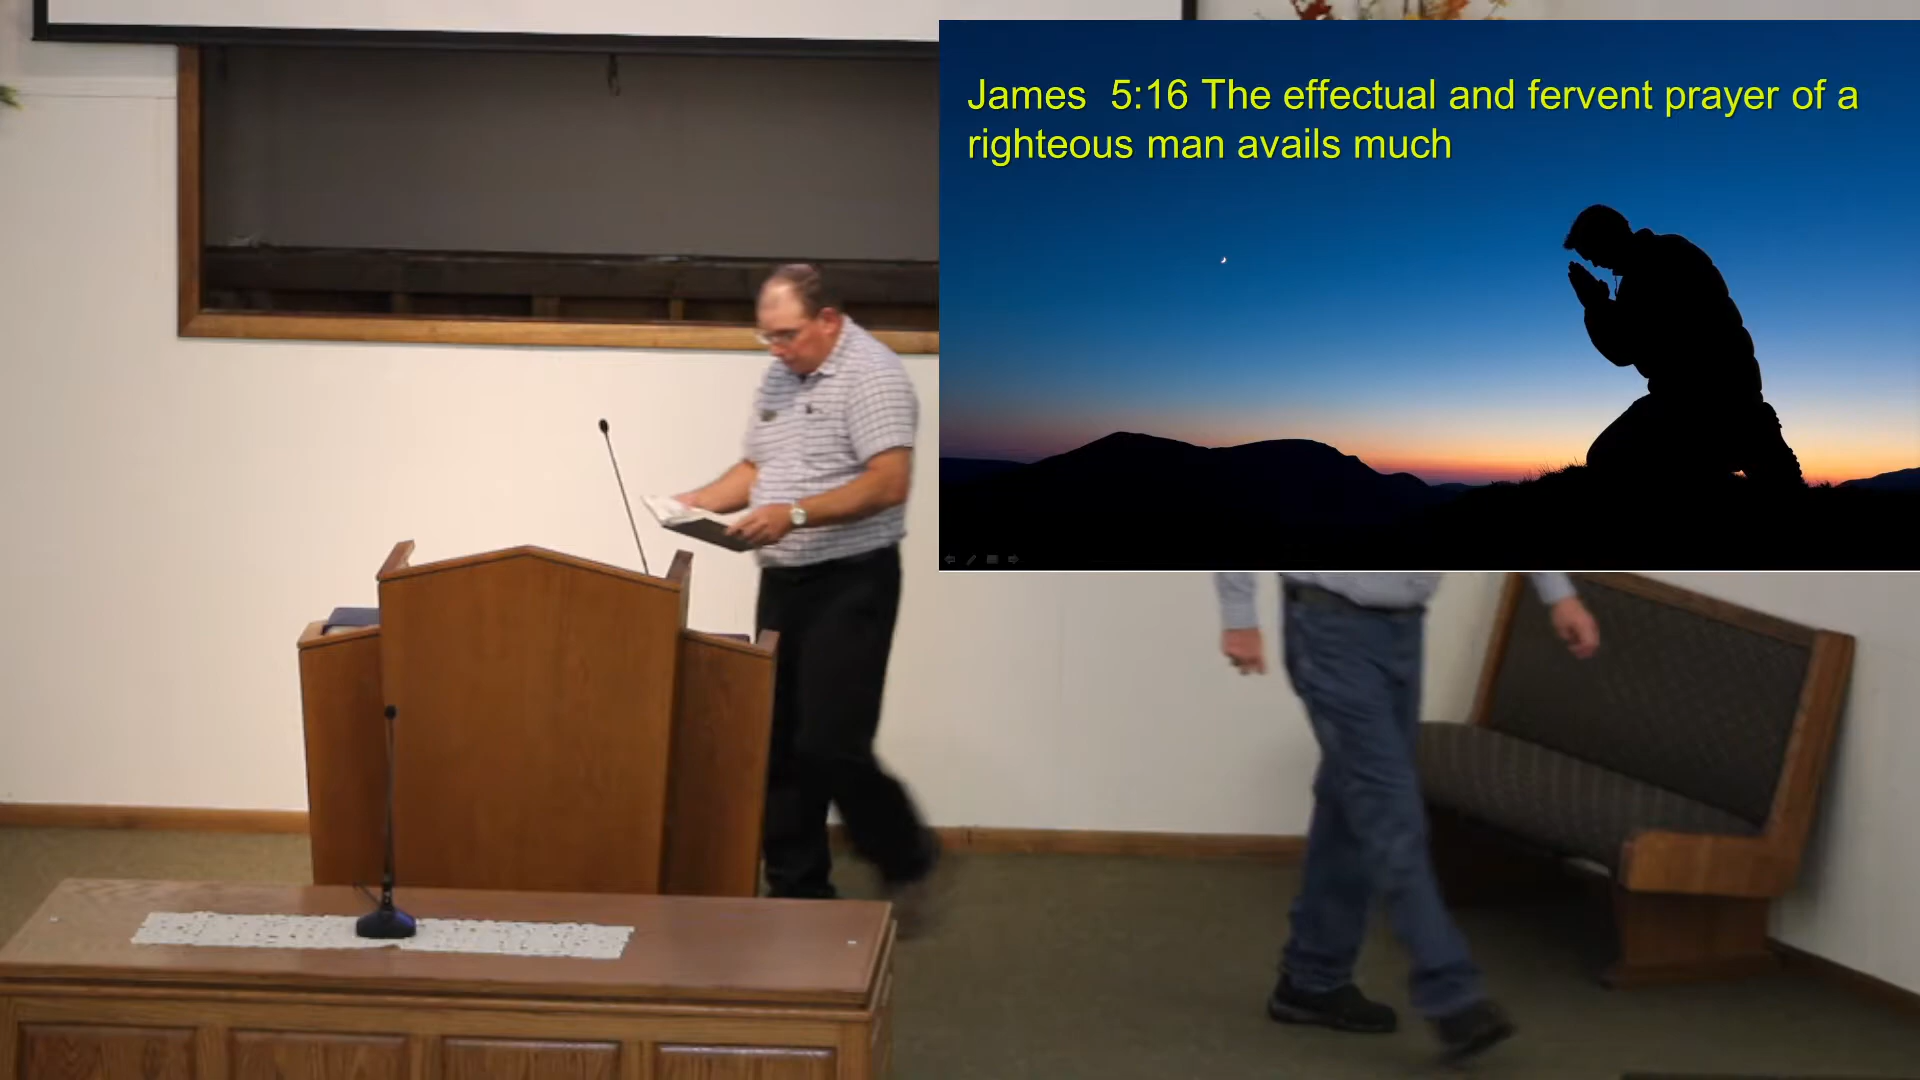 James  5:16 The effectual and fervent prayer of a
righteous man avails much